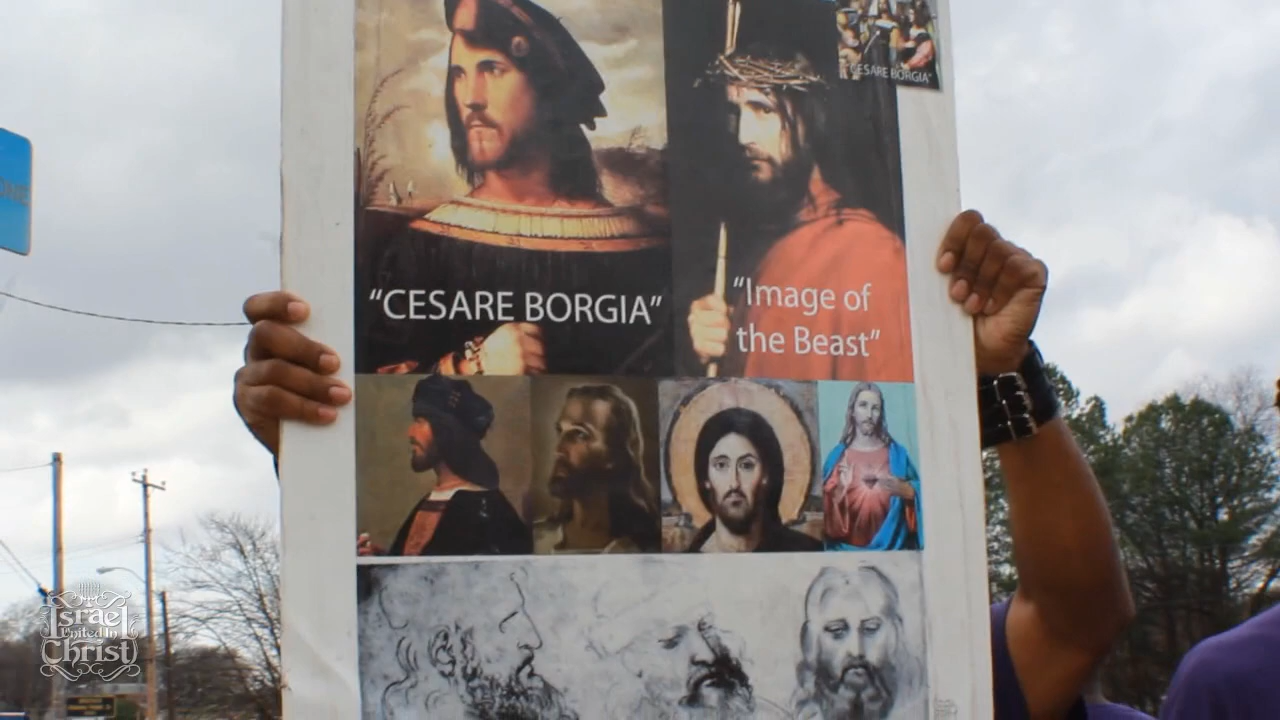 "CESARE BORGIA"
"CESARE BORGIA"
"Image of
the Beast"
Israel
United In
Christ